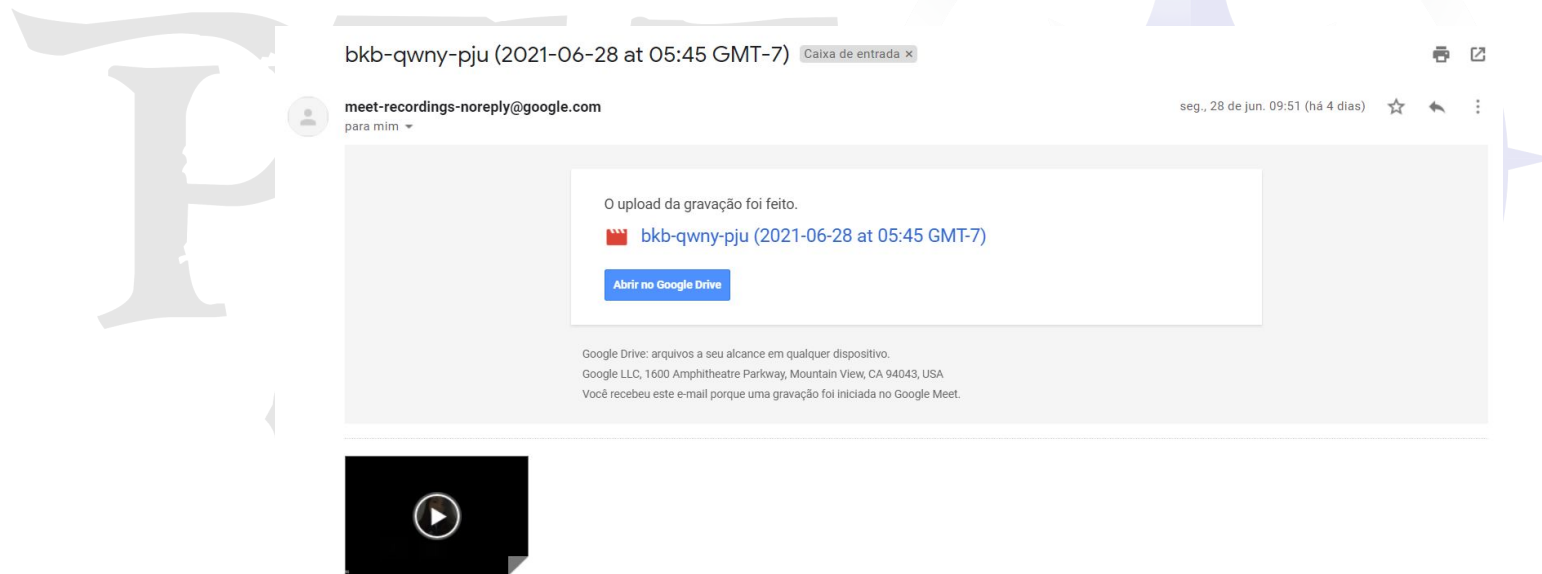 bkb-qwny-pju (2021-06-28 at 05:45 GMT-7) Caixa de entrada ×
meet-recordings-noreply@google.com seg., 28 de jun. 09:51 (há 4 dias)
para mim
O upload da gravação foi feito.
bkb-qwny-pju (2021-06-28 at 05:45 GMT-7)
Abrir no Google Drive
Google Drive: arquivos a seu alcance em qualquer dispositivo.
Google LLC, 1600 Amphitheatre Parkway, Mountain View, CA 94043, USA
Você recebeu este e-mail porque uma gravação foi iniciada no Google Meet.